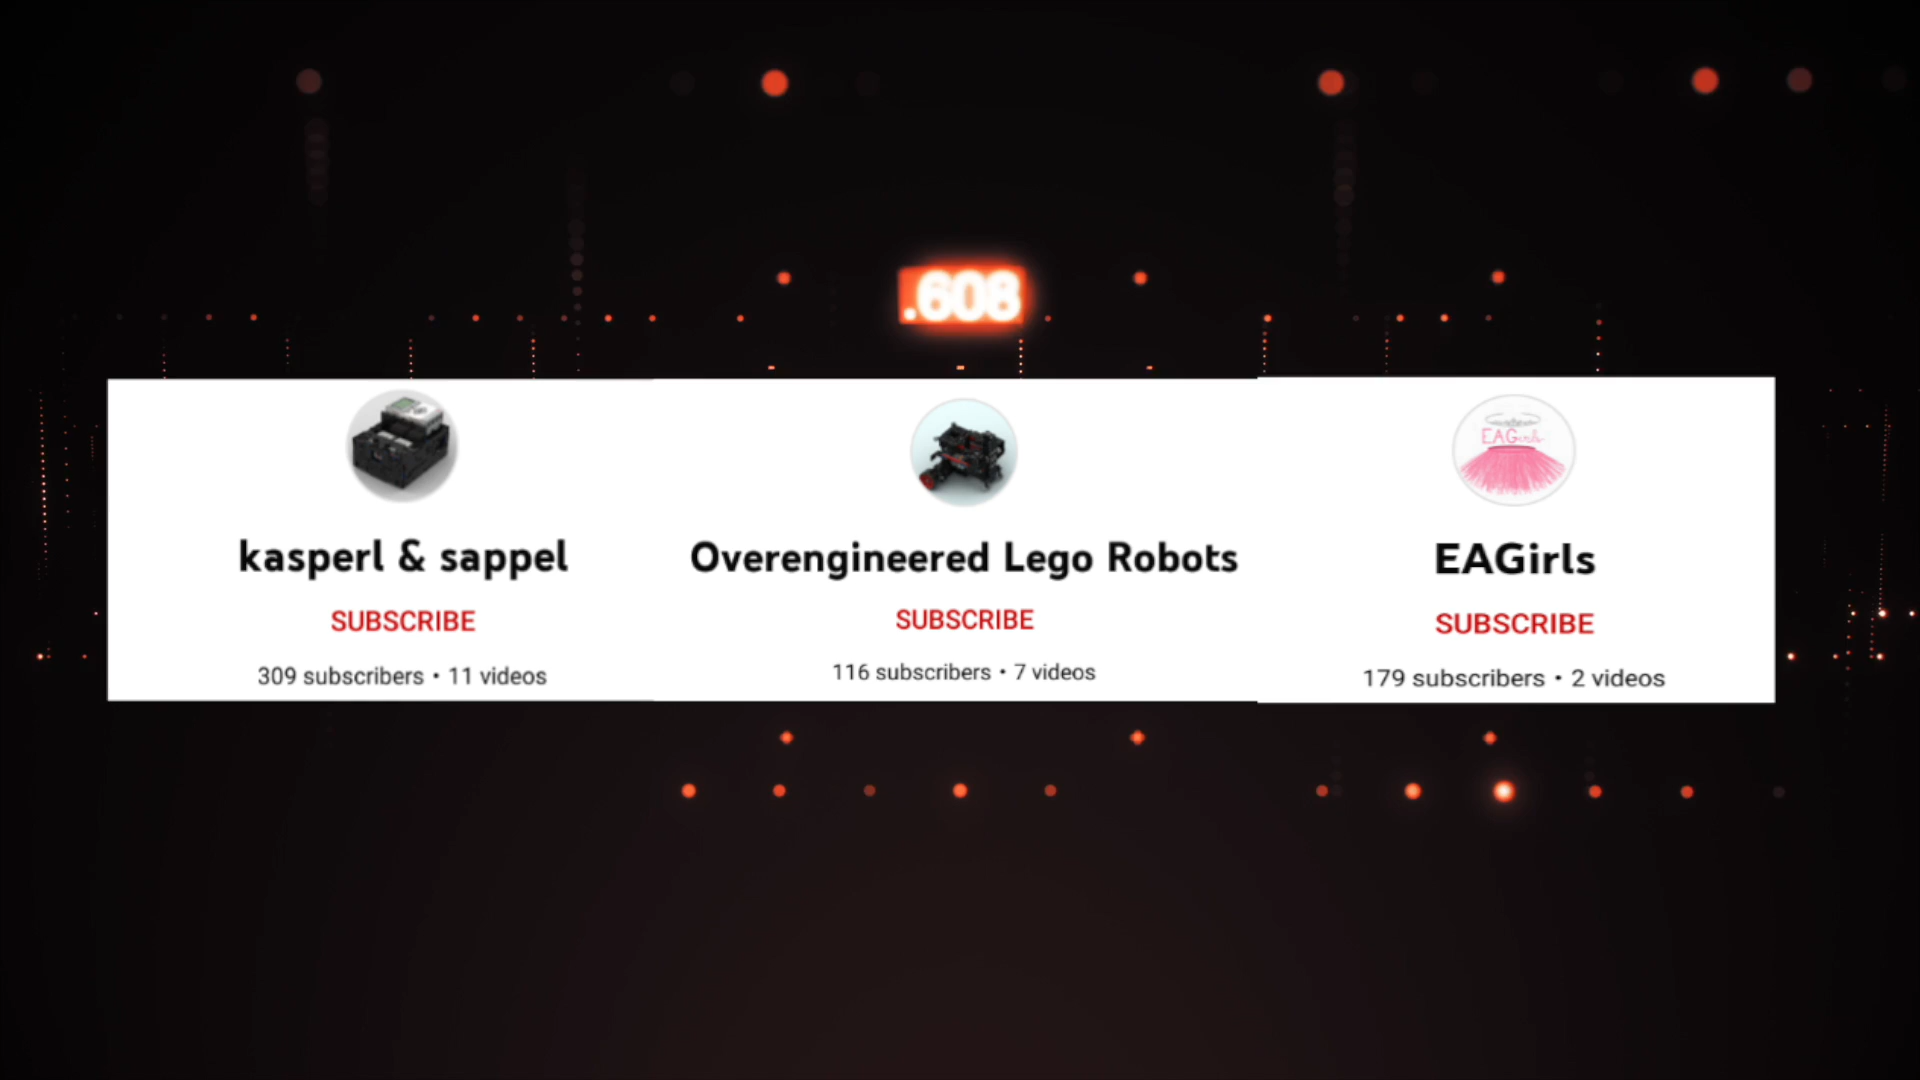 .608
EAGirls
kasperl & sappel
Overengineered Lego Robots
EAGirls
SUBSCRIBE
SUBSCRIBE
SUBSCRIBE
309 subscribers • 11 videos
116 subscribers • 7 videos
179 subscribers • 2 videos